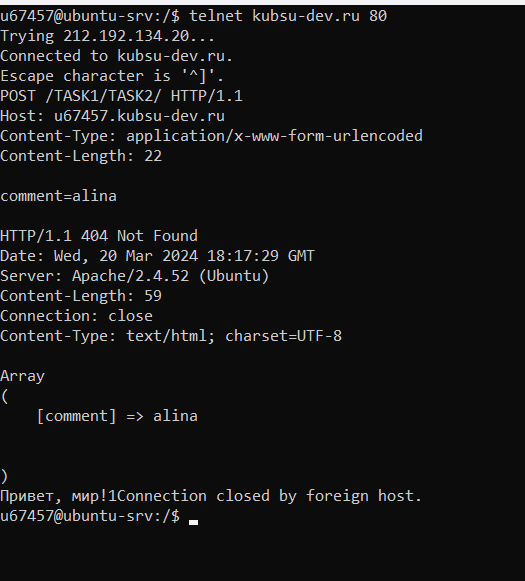 u67457@ubuntu-srv:/$ telnet kubsu-dev.ru 80
Trying 212.192.134.20...
Connected to kubsu-dev.ru.
Escape character is '^]'.
POST /TASK1/TASK2/ HTTP/1.1
Host: u67457.kubsu-dev.ru
Content-Type: application/x-www-form-urlencoded
Content-Length: 22

comment=alina

HTTP/1.1 404 Not Found
Date: Wed, 20 Mar 2024 18:17:29 GMT
Server: Apache/2.4.52 (Ubuntu)
Content-Length: 59
Connection: close
Content-Type: text/html; charset=UTF-8

Array
(
    [comment] => alina


)
Привет, мир!1Connection closed by foreign host.
u67457@ubuntu-srv:/$